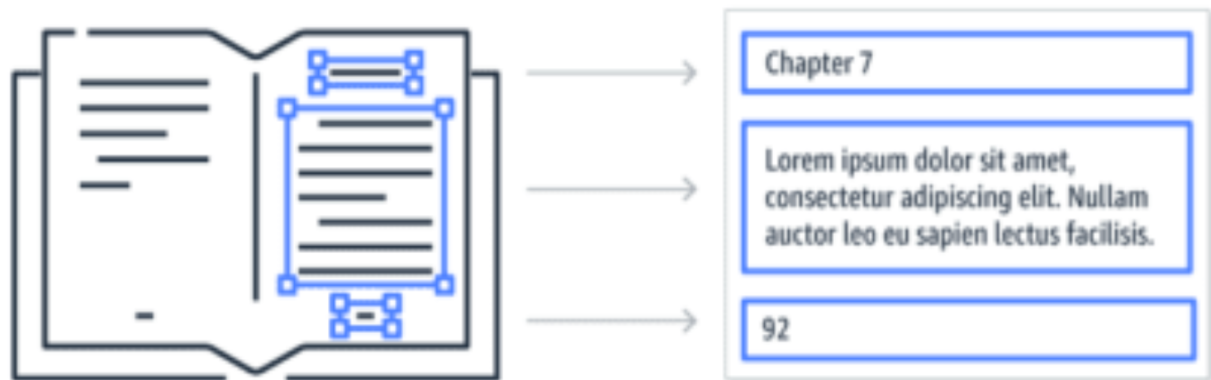 Chapter 7
Lorem ipsum dolor sit amet,
consectetur adipiscing elit. Nullam
auctor leo eu sapien lectus facilisis.
92